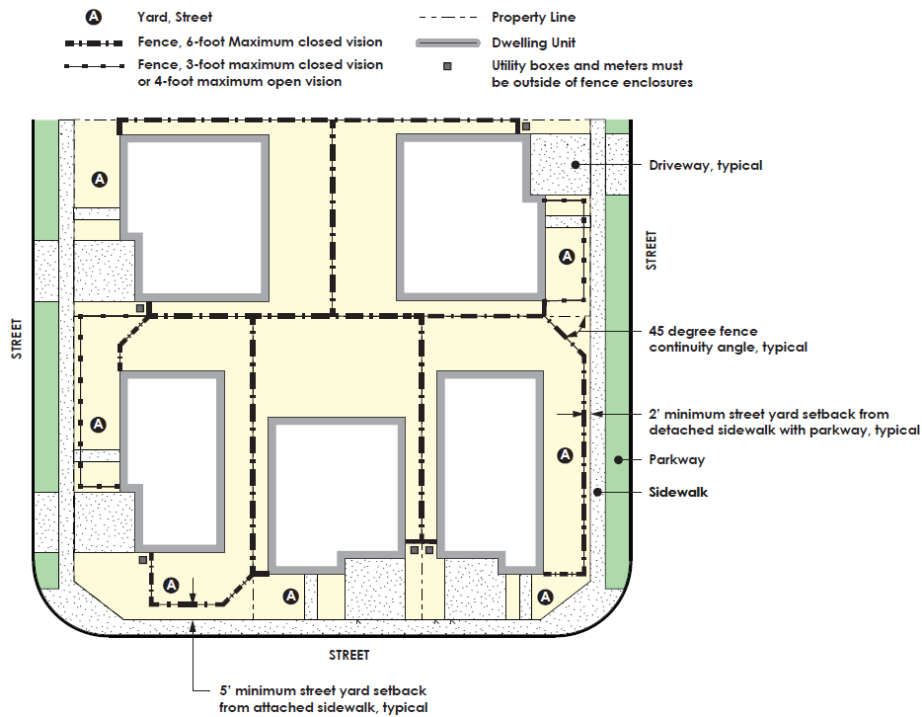 A Yard, Street
Fence, 6-foot Maximum closed vision
Fence, 3-foot maximum closed vision
or 4-foot maximum open vision
Property Line
Dwelling Unit
Utility boxes and meters must
be outside of fence enclosures
A
Driveway, typical
STREET
A
STREET
45 degree fence
continuity angle, typical
A
2' minimum street yard setback from
detached sidewalk with parkway, typical
A
Parkway
Sidewalk
A
A
A
STREET
5' minimum street yard setback
from attached sidewalk, typical